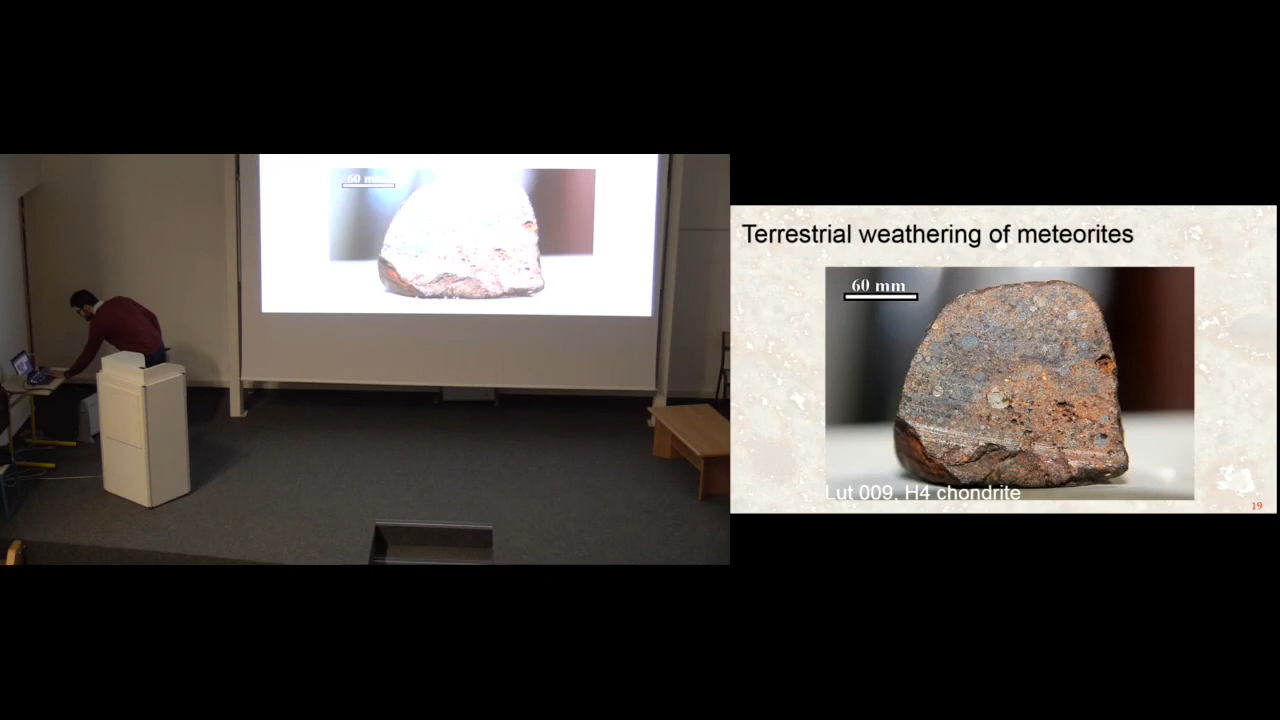 60 mm
Terrestrial weathering of meteorites
60 mm
Lut 009, H4 chondrite
19